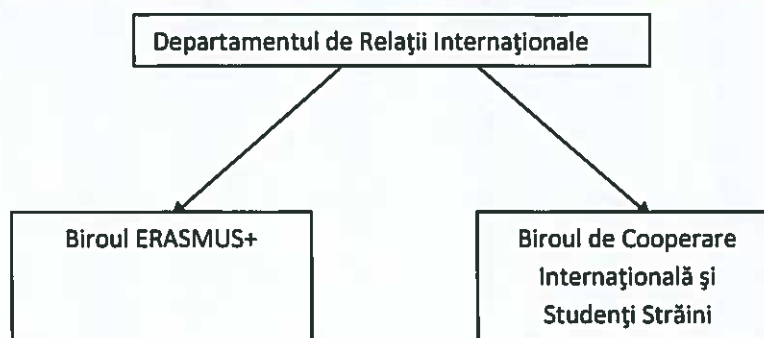 Departamentul de Relaţii Internaţionale
Biroul ERASMUS+
Biroul de Cooperare
Internaţională şi
Studenţi Străini